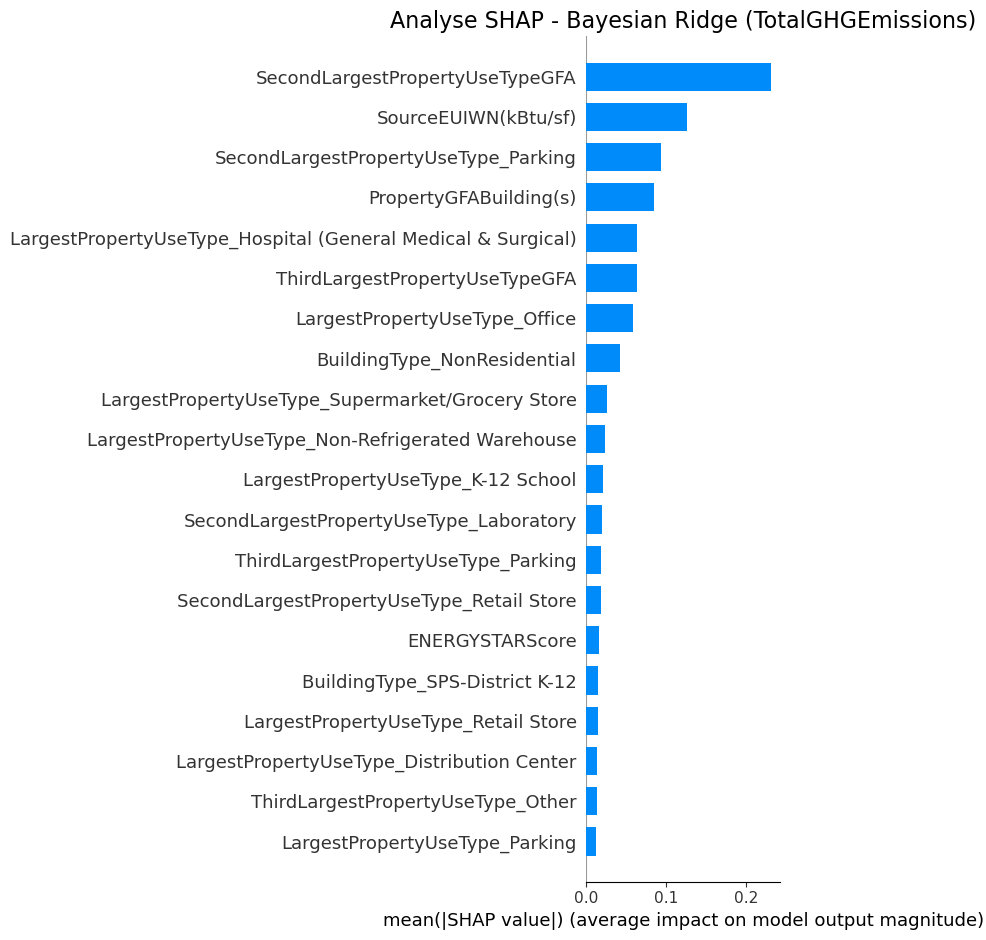 Analyse SHAP - Bayesian Ridge (TotalGHGEmissions)
SecondLargestPropertyUseTypeGFA
SourceEUIWN(kBtu/sf)
SecondLargestPropertyUseType_Parking
PropertyGFABuilding(s)
LargestPropertyUseType_Hospital (General Medical & Surgical)
ThirdLargestPropertyUseTypeGFA
LargestPropertyUseType_Office
BuildingType_NonResidential
LargestPropertyUseType_Supermarket/Grocery Store
LargestPropertyUseType_Non-Refrigerated Warehouse
LargestPropertyUseType_K-12 School
SecondLargestPropertyUseType_Laboratory
ThirdLargestPropertyUseType_Parking
SecondLargestPropertyUseType_Retail Store
ENERGYSTARScore
BuildingType_SPS-District K-12
LargestPropertyUseType_Retail Store
LargestPropertyUseType_Distribution Center
ThirdLargestPropertyUseType_Other
LargestPropertyUseType_Parking
0.0 0.1 0.2
mean(|SHAP value|) (average impact on model output magnitude)